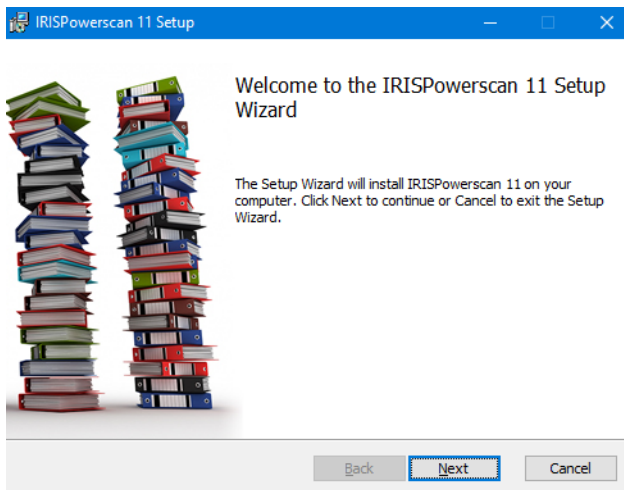 IRISPowerscan 11 Setup
Welcome to the IRISPowerscan 11 Setup
Wizard
The Setup Wizard will install IRISPowerscan 11 on your
computer. Click Next to continue or Cancel to exit the Setup
Wizard.
Back
Next
Cancel